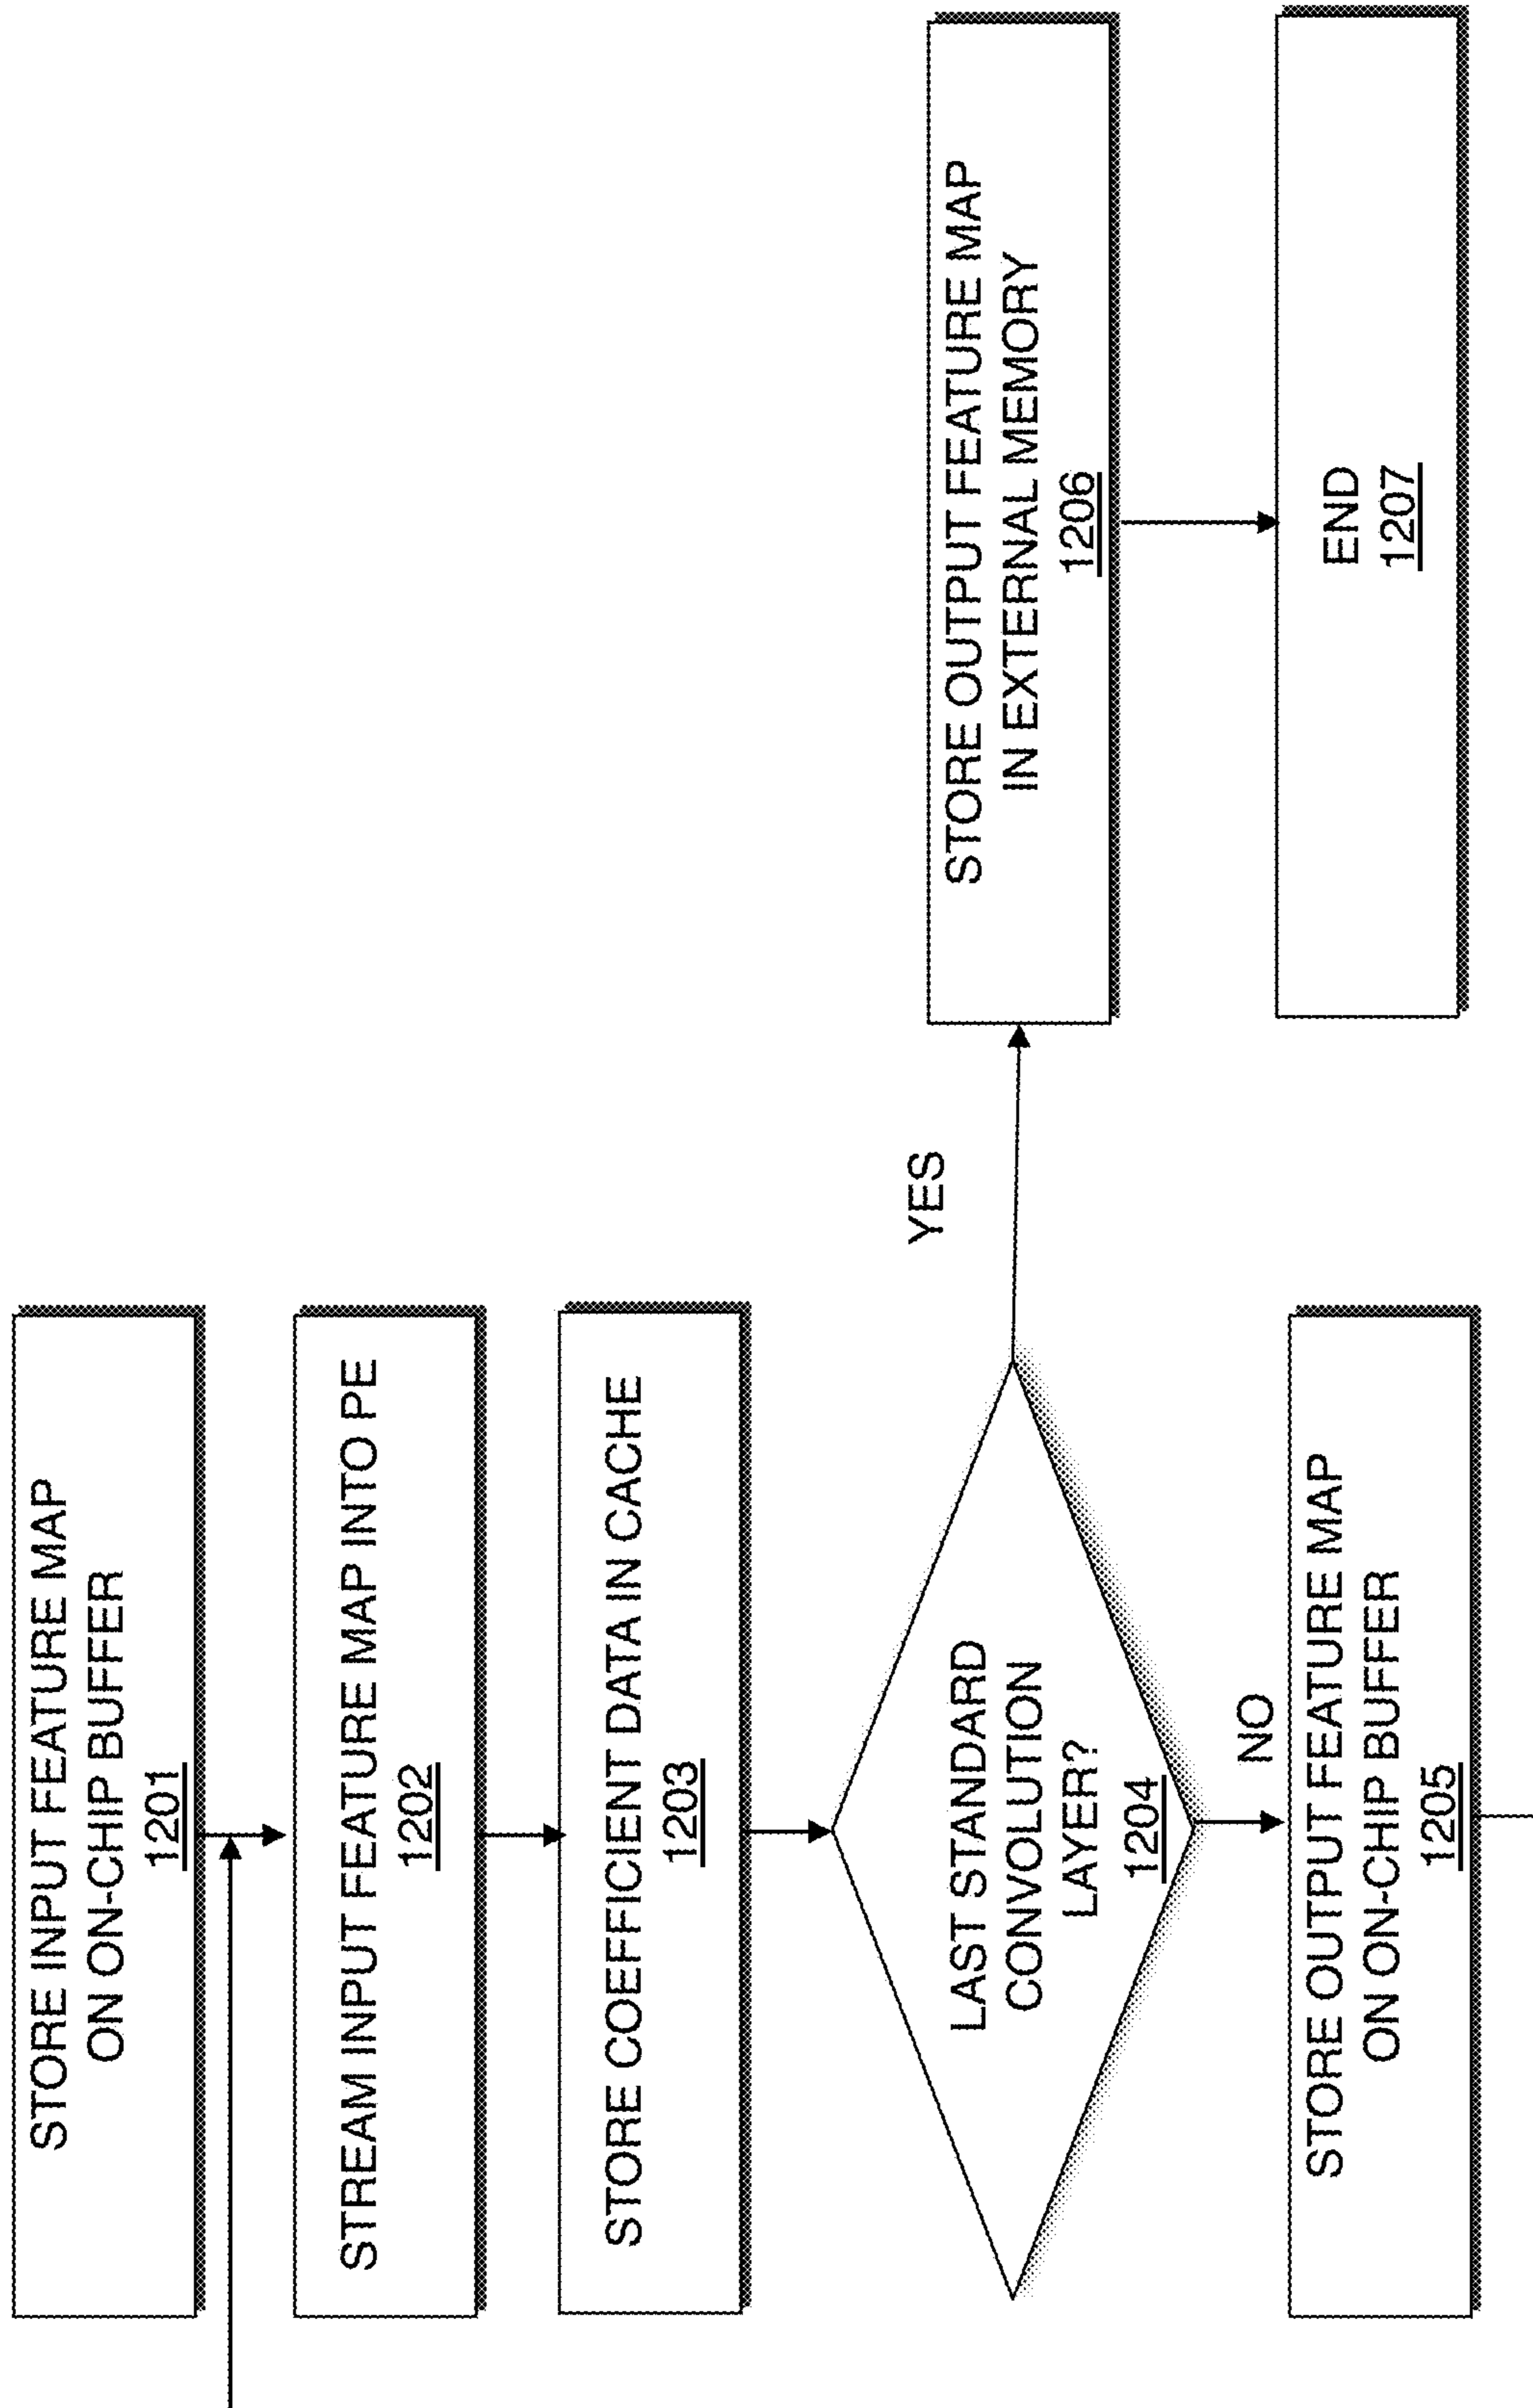 STORE INPUT FEATURE MAP
ON ON-CHIP BUFFER
1201
STREAM INPUT FEATURE MAP INTO PE
1202
STORE COEFFICIENT DATA IN CACHE
1203
LAST STANDARD
CONVOLUTION
LAYER?
1204
YES
NO
STORE OUTPUT FEATURE MAP
ON ON-CHIP BUFFER
1205
STORE OUTPUT FEATURE MAP
IN EXTERNAL MEMORY
1206
END
1207